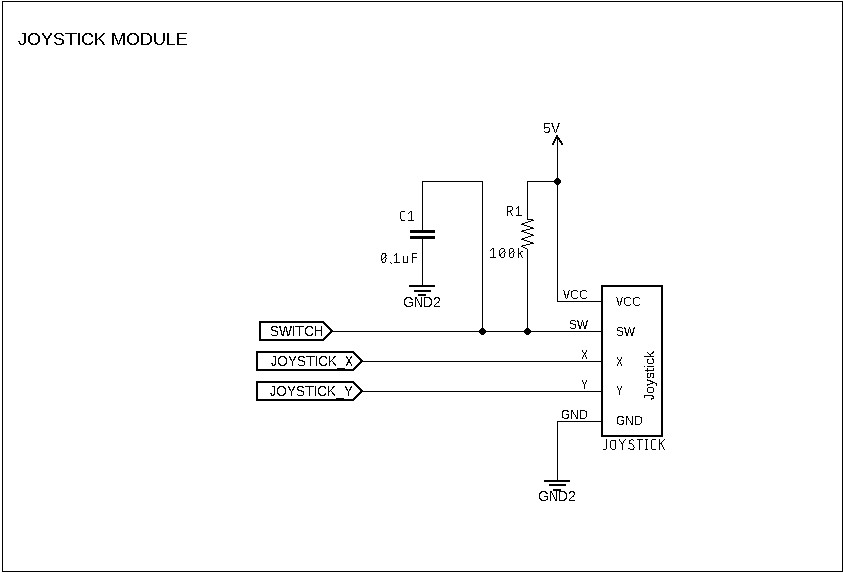 JOYSTICK MODULE
5V
C1
R1
100k
0.1uF
VCC
VCC
GND2
SWITCH
SW
SW
JOYSTICK_X
X
X
Joystick
JOYSTICK_Y
Y
Y
GND
GND
JOYSTICK
GND2